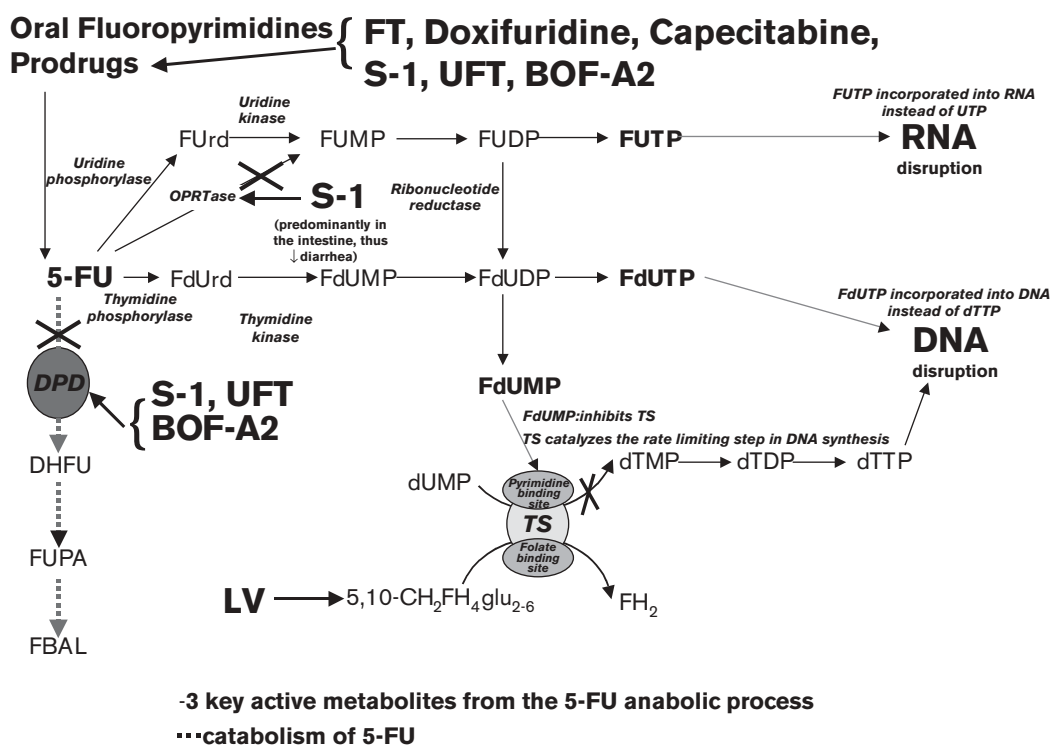 Oral Fluoropyrimidines
Prodrugs
FT, Doxifuridine, Capecitabine,
S-1, UFT, BOF-A2
FUTP incorporated into RNA
instead of UTP
Uridine
kinase
FUrd
FUMP
FUDP
FUTP
RNA
disruption
Uridine
phosphorylase
OPRTase
S-1
(predominantly in
the intestine, thus
↓diarrhea)
Ribonucleotide
reductase
5-FU
FdUrd
FdUMP
FdUDP
FdUTP
Thymidine
phosphorylase
Thymidine
kinase
FdUTP incorporated into DNA
instead of dTTP
DNA
disruption
DPD
S-1, UFT
BOF-A2
FdUMP
FdUMP:inhibits TS
TS catalyzes the rate limiting step in DNA synthesis
DHFU
dUMP
dTMP
dTDP
dTTP
Pyrimidine
binding
site
TS
Folate
binding
site
FUPA
LV
5,10-CH₂FH₄glu₂₋₆
FH₂
FBAL
-3 key active metabolites from the 5-FU anabolic process
catabolism of 5-FU